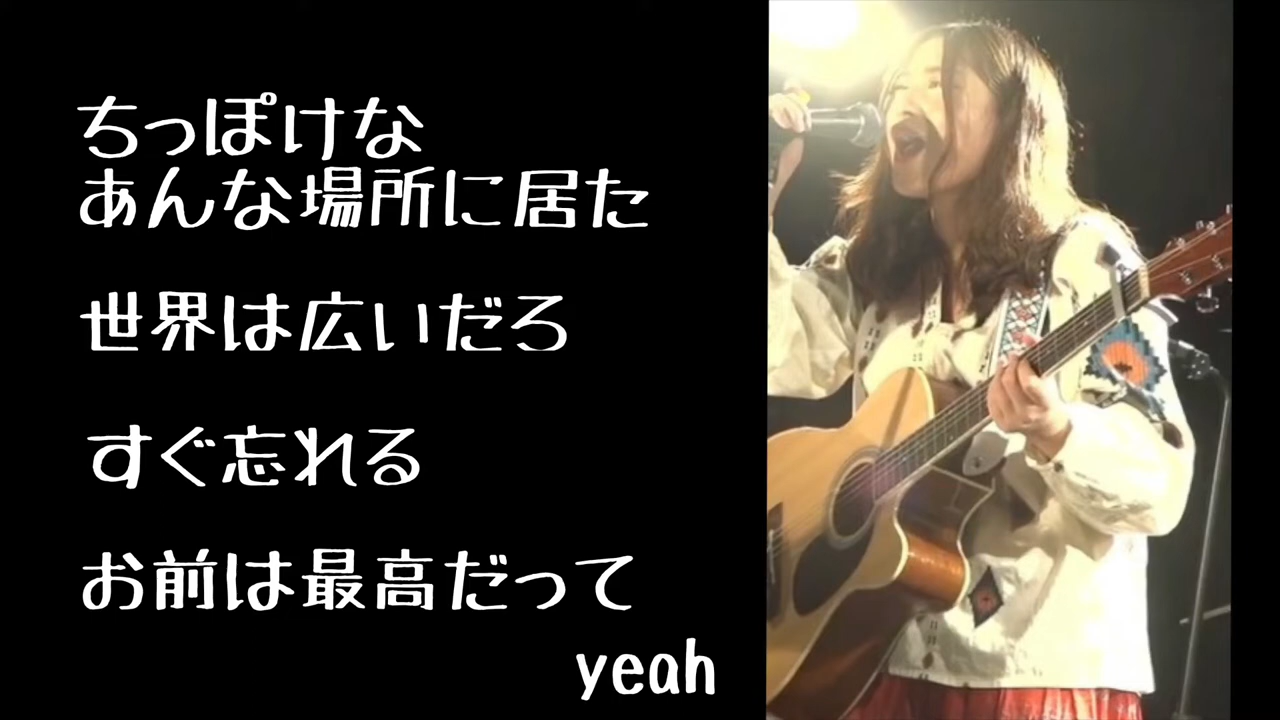 ちっぽけな
あんな場所に居た
世界は広いだろ
すぐ忘れる
お前は最高だって
yeah